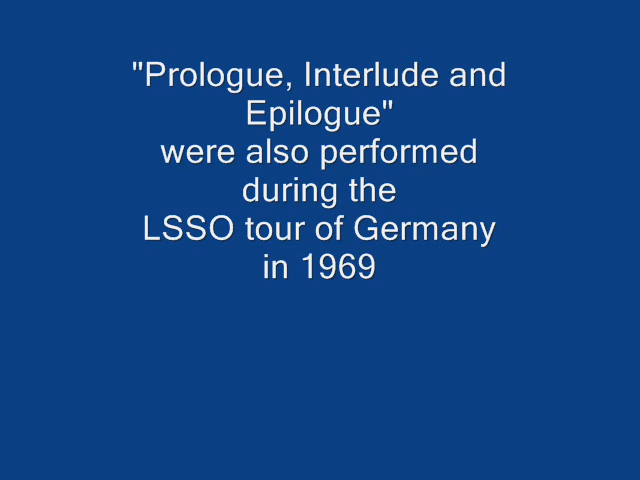 "Prologue, Interlude and
Epilogue"
were also performed
during the
LSSO tour of Germany
in 1969